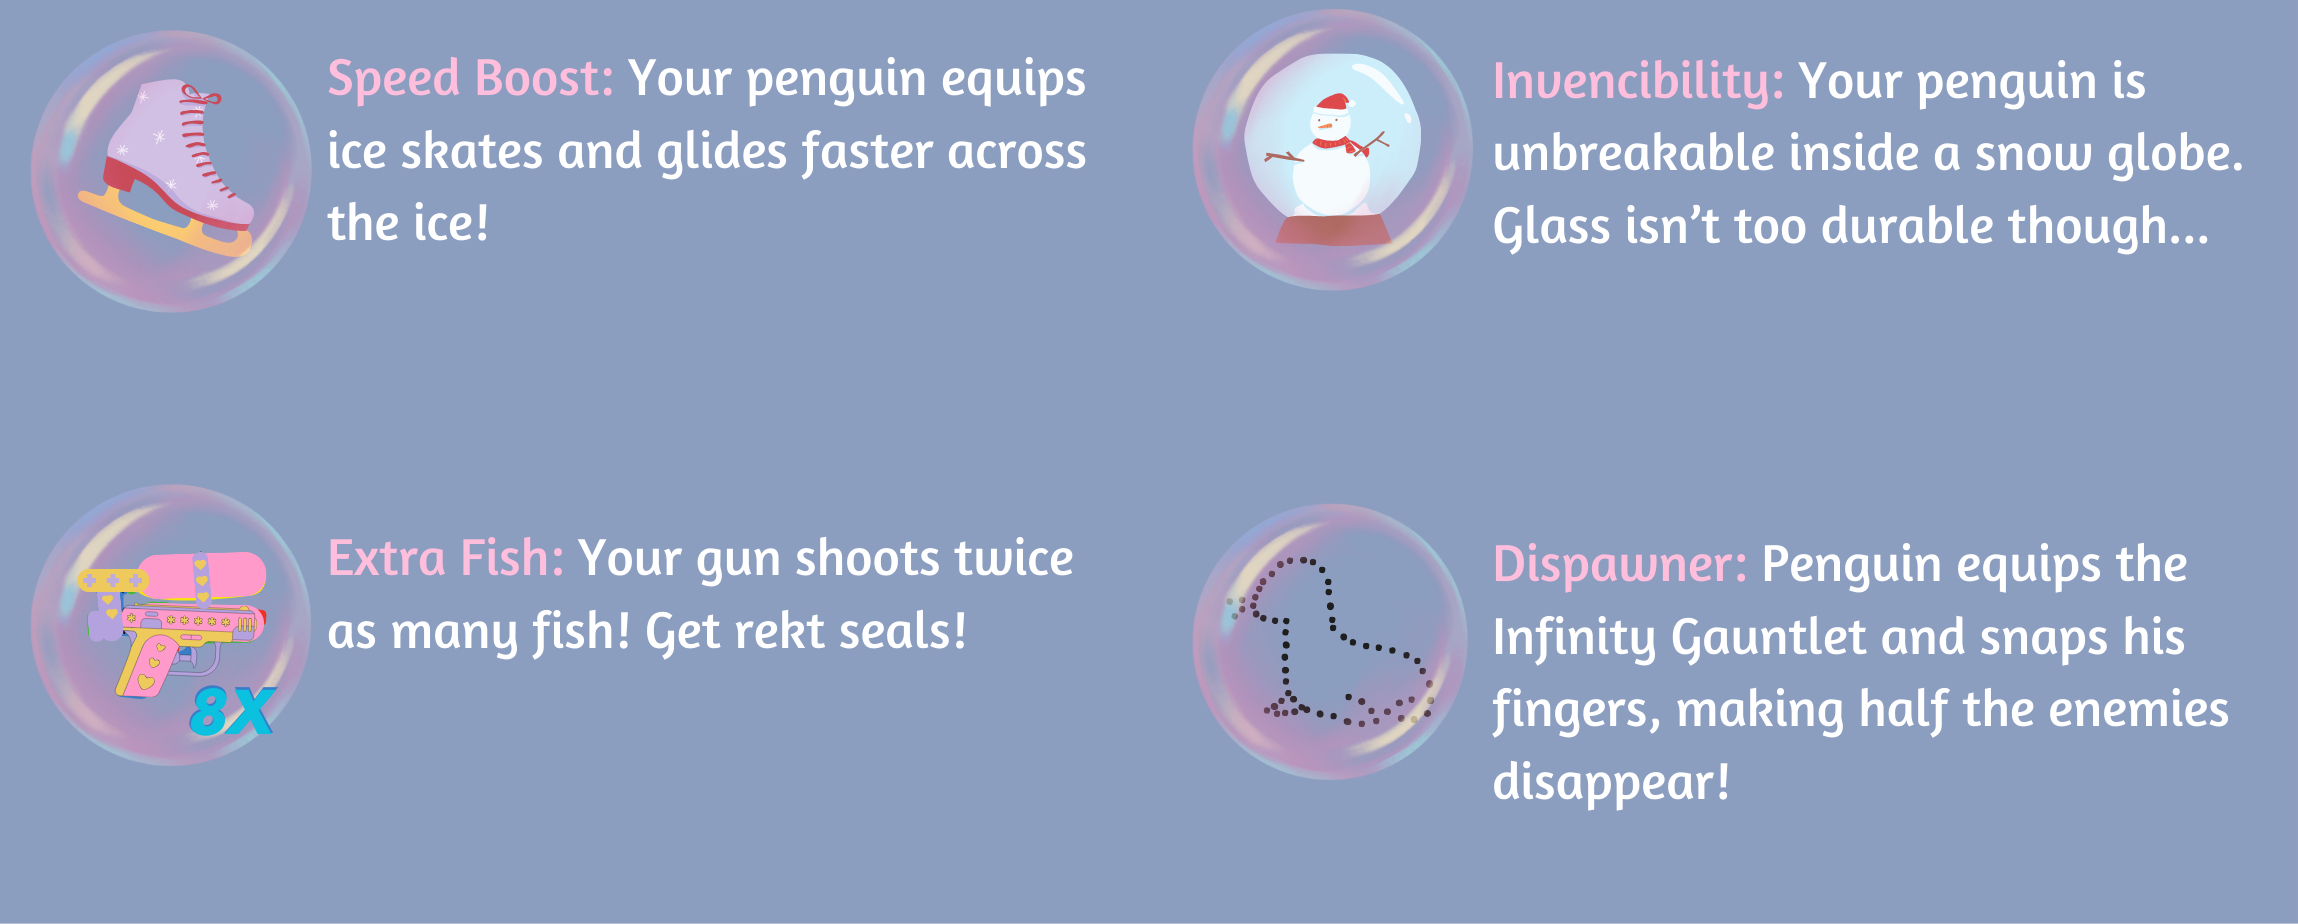 Speed Boost: Your penguin equips
ice skates and glides faster across
the ice!
Invencibility: Your penguin is
unbreakable inside a snow globe.
Glass isn’t too durable though...
Extra Fish: Your gun shoots twice
as many fish! Get rekt seals!
8X
Dispawner: Penguin equips the
Infinity Gauntlet and snaps his
fingers, making half the enemies
disappear!